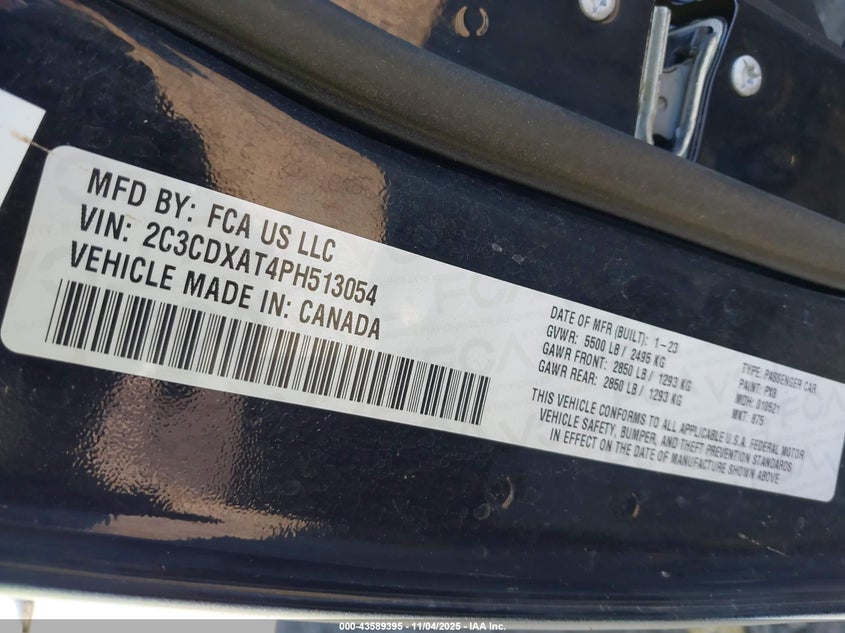 MFD BY: FCA US LLC
VIN: 2C3CDXAT4PH513054
VEHICLE MADE IN: CANADA
DATE OF MFR (BUILT): 1-23
GVWR: 5500 LB / 2495 KG
GAWR FRONT: 2850 LB / 1293 KG
GAWR REAR: 2850 LB / 1293 KG
TYPE: PASSENGER CAR
PAINT: PX8
MDH: 010521
MKT: 875
THIS VEHICLE CONFORMS TO ALL APPLICABLE U.S.A. FEDERAL MOTOR
VEHICLE SAFETY, BUMPER, AND THEFT PREVENTION STANDARDS
IN EFFECT ON THE DATE OF MANUFACTURE SHOWN ABOVE
000-43589395 - 11/04/2025 - IAA Inc.